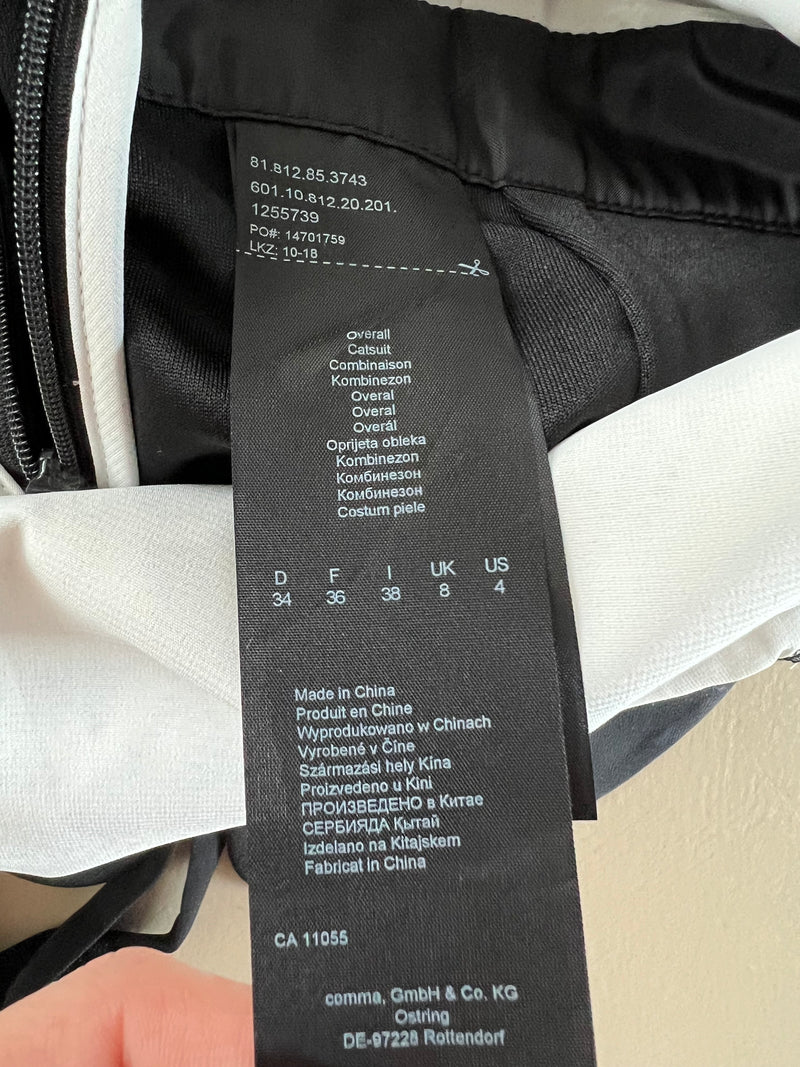 81.812.85.3743
601.10.812.20.201.
1255739
PO#: 14701759
LKZ: 10-18
Overall
Catsuit
Combinaison
Kombinezon
Overal
Overal
Overál
Oprijeta obleka
Kombinezon
Комбинезон
Комбинезон
Costum piele
D F I UK US
34 36 38 8 4
Made in China
Produit en Chine
Wyprodukowano w Chinach
Vyrobené v Číne
Származási hely Kína
Proizvedeno u Kini
ПРОИЗВЕДЕНО в Китае
СЕРБИЯДА Қытай
Izdelano na Kitajskem
Fabricat in China
CA 11055
comma, GmbH & Co. KG
Ostring
DE-97228 Rottendorf